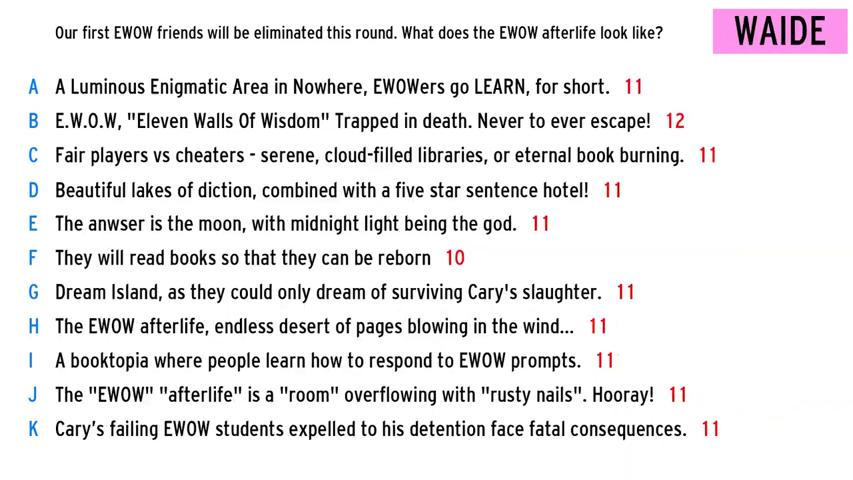 Our first EWOW friends will be eliminated this round. What does the EWOW afterlife look like?
WAIDE
A A Luminous Enigmatic Area in Nowhere, EWOWers go LEARN, for short. 11
B E.W.O.W, "Eleven Walls Of Wisdom" Trapped in death. Never to ever escape! 12
C Fair players vs cheaters - serene, cloud-filled libraries, or eternal book burning. 11
D Beautiful lakes of diction, combined with a five star sentence hotel! 11
E The anwser is the moon, with midnight light being the god. 11
F They will read books so that they can be reborn 10
G Dream Island, as they could only dream of surviving Cary's slaughter. 11
H The EWOW afterlife, endless desert of pages blowing in the wind... 11
I A booktopia where people learn how to respond to EWOW prompts. 11
J The "EWOW" "afterlife" is a "room" overflowing with "rusty nails". Hooray! 11
K Cary’s failing EWOW students expelled to his detention face fatal consequences. 11